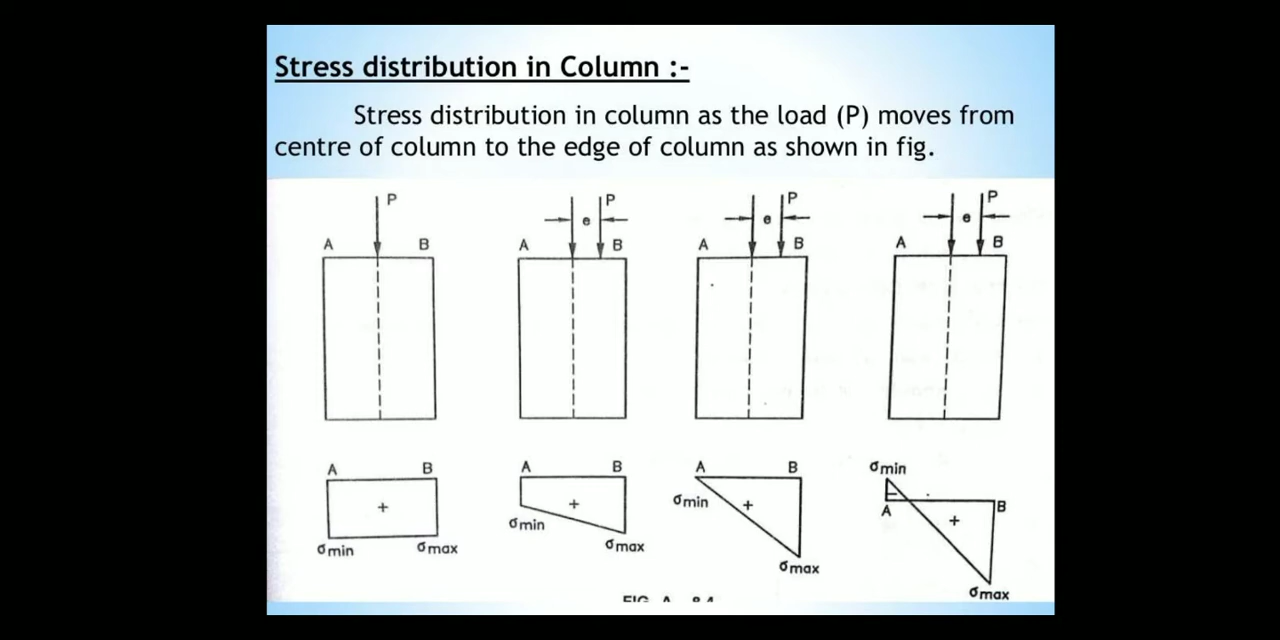 Stress distribution in Column :-
Stress distribution in column as the load (P) moves from
centre of column to the edge of column as shown in fig.
P
A B
e P
A B
e P
A B
e P
A B
A B
+
σmin σmax
A B
+
σmin
σmax
A B
σmin +
σmax
σmin
A B
+
σmax